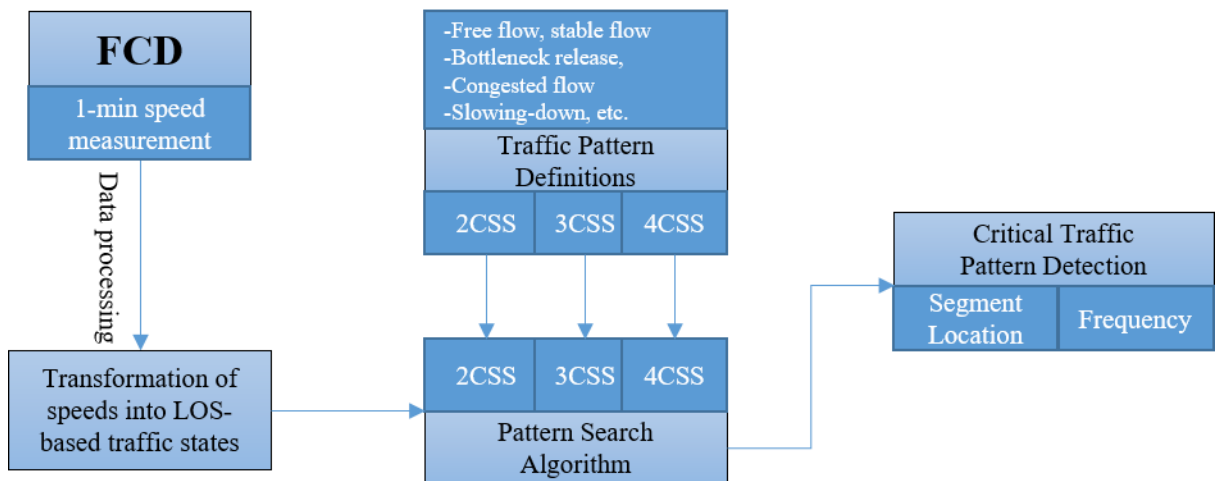 FCD
1-min speed
measurement
Data processing
Transformation of
speeds into LOS-
based traffic states
-Free flow, stable flow
-Bottleneck release,
-Congested flow
-Slowing-down, etc.
Traffic Pattern
Definitions
2CSS 3CSS 4CSS
2CSS 3CSS 4CSS
Pattern Search
Algorithm
Critical Traffic
Pattern Detection
Segment
Location
Frequency